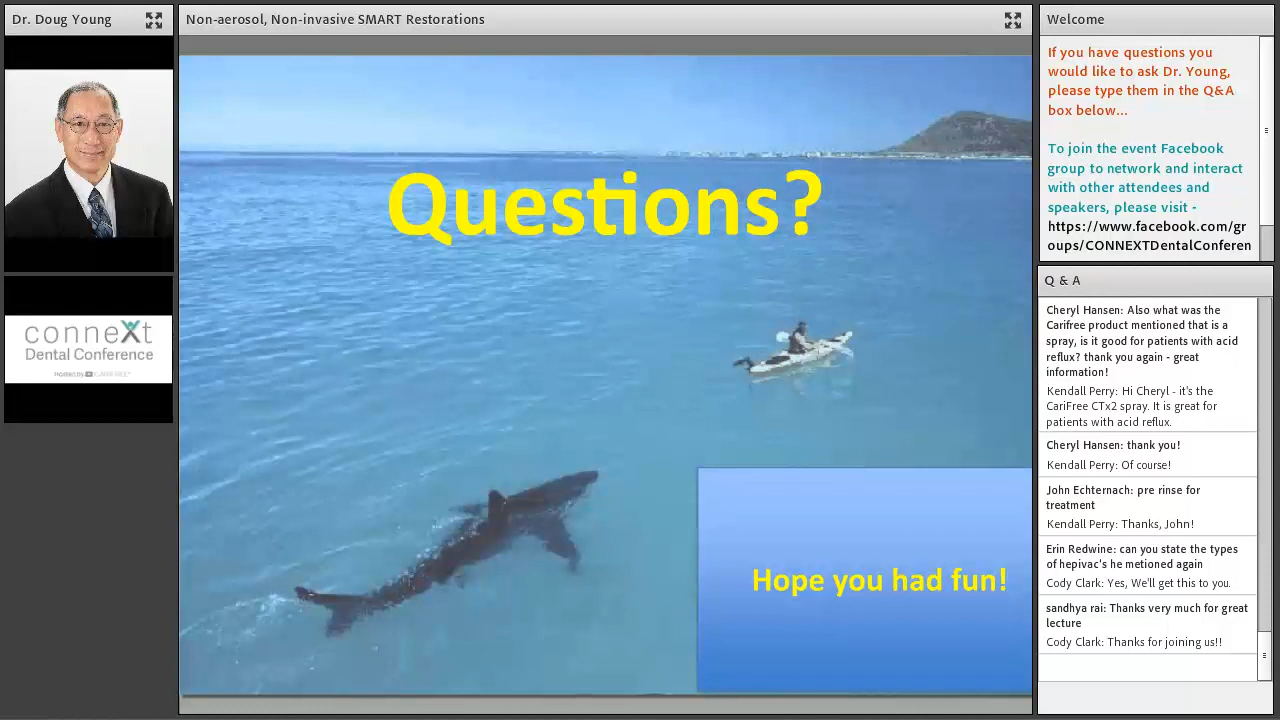 Dr. Doug Young
Non-aerosol, Non-invasive SMART Restorations
Welcome
conneXt
Dental Conference
Hosted by CARIFREE
Questions?
Hope you had fun!
If you have questions you
would like to ask Dr. Young,
please type them in the Q&A
box below...
To join the event Facebook
group to network and interact
with other attendees and
speakers, please visit -
https://www.facebook.com/gr
oups/CONNEXTDentalConferen
Q & A
Cheryl Hansen: Also what was the
Carifree product mentioned that is a
spray, is it good for patients with acid
reflux? thank you again - great
information!
Kendall Perry: Hi Cheryl - it's the
CariFree CTx2 spray. It is great for
patients with acid reflux.
Cheryl Hansen: thank you!
Kendall Perry: Of course!
John Echternach: pre rinse for
treatment
Kendall Perry: Thanks, John!
Erin Redwine: can you state the types
of hepivac's he metioned again
Cody Clark: Yes, We'll get this to you.
sandhya rai: Thanks very much for great
lecture
Cody Clark: Thanks for joining us!!